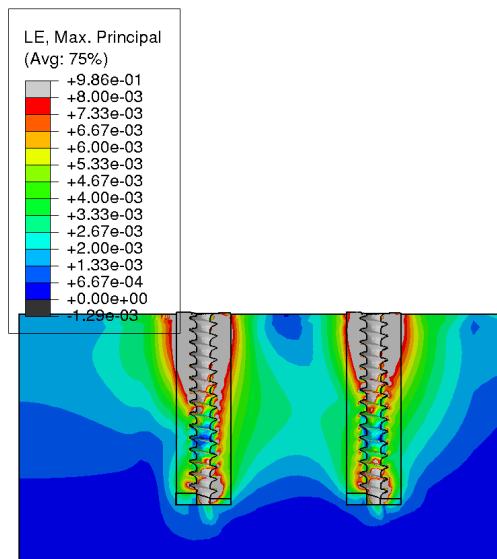 LE, Max. Principal
(Avg: 75%)
+9.86e-01
+8.00e-03
+7.33e-03
+6.67e-03
+6.00e-03
+5.33e-03
+4.67e-03
+4.00e-03
+3.33e-03
+2.67e-03
+2.00e-03
+1.33e-03
+6.67e-04
+0.00e+00
-1.29e-03